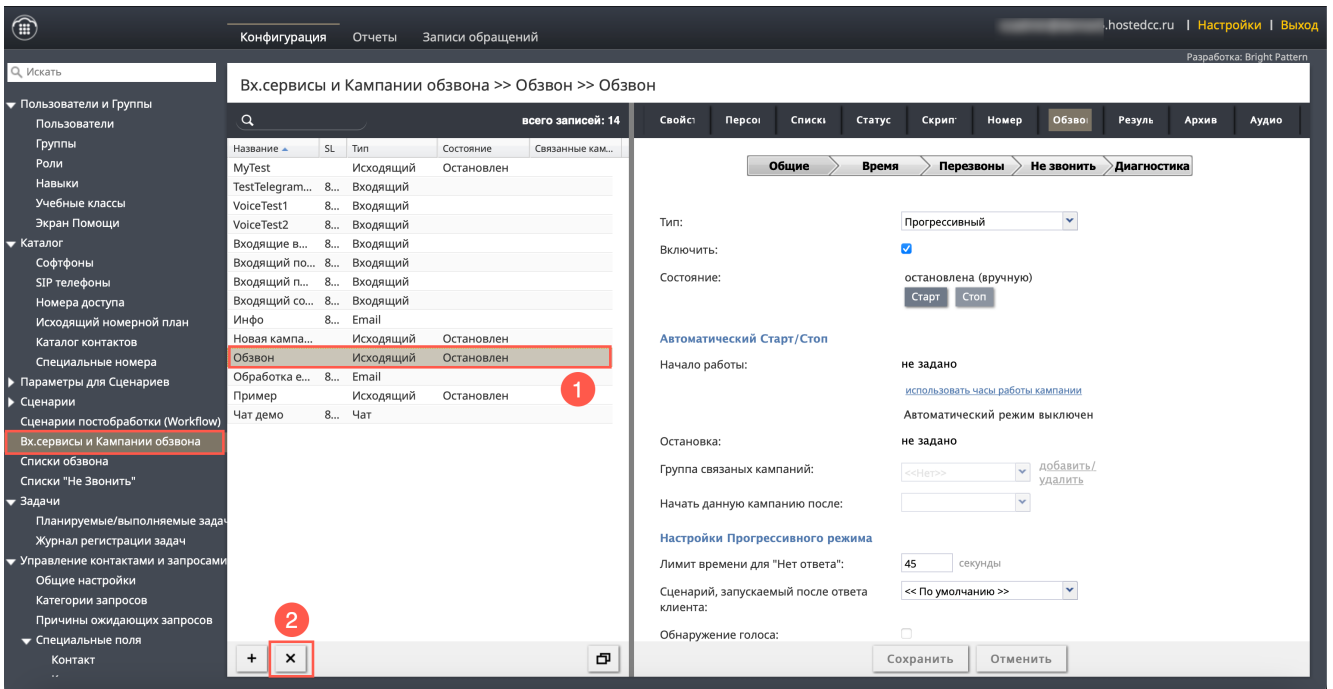 Конфигурация Отчеты Записи обращений
.hostedcc.ru | Настройки | Выход
Разработка: Bright Pattern
Искать
Пользователи и Группы
Пользователи
Группы
Роли
Навыки
Учебные классы
Экран Помощи
Каталог
Софтфоны
SIP телефоны
Номера доступа
Исходящий номерной план
Каталог контактов
Специальные номера
Параметры для Сценариев
Сценарии
Сценарии постобработки (Workflow)
Вх.сервисы и Кампании обзвона
Списки обзвона
Списки "Не Звонить"
Задачи
Планируемые/выполняемые зада
Журнал регистрации задач
Управление контактами и запросами
Общие настройки
Категории запросов
Причины ожидающих запросов
Специальные поля
Контакт
Вх.сервисы и Кампании обзвона >> Обзвон >> Обзвон
всего записей: 14
Название SL Тип Состояние Связанные кам...
MyTest Исходящий Остановлен
TestTelegram... 8... Входящий
VoiceTest1 8... Входящий
VoiceTest2 8... Входящий
Входящие в... 8... Входящий
Входящий по... 8... Входящий
Входящий п... 8... Входящий
Входящий со... 8... Входящий
Инфо 8... Email
Новая кампа... Исходящий Остановлен
Обзвон Исходящий Остановлен
Обработка е... 8... Email
Пример Исходящий Остановлен
Чат демо 8... Чат
1
2
Свойст Персо Списки Статус Скрип Номер Обзво Резуль Архив Аудио
Общие Время Перезвоны Не звонить Диагностика
Тип: Прогрессивный
Включить:
Состояние: остановлена (вручную)
Старт Стоп
Автоматический Старт/Стоп
Начало работы: не задано
использовать часы работы кампании
Автоматический режим выключен
Остановка: не задано
Группа связаных кампаний: <<Нет>> добавить/
удалить
Начать данную кампанию после:
Настройки Прогрессивного режима
Лимит времени для "Нет ответа": 45 секунды
Сценарий, запускаемый после ответа << По умолчанию >>
клиента:
Обнаружение голоса:
Сохранить Отменить